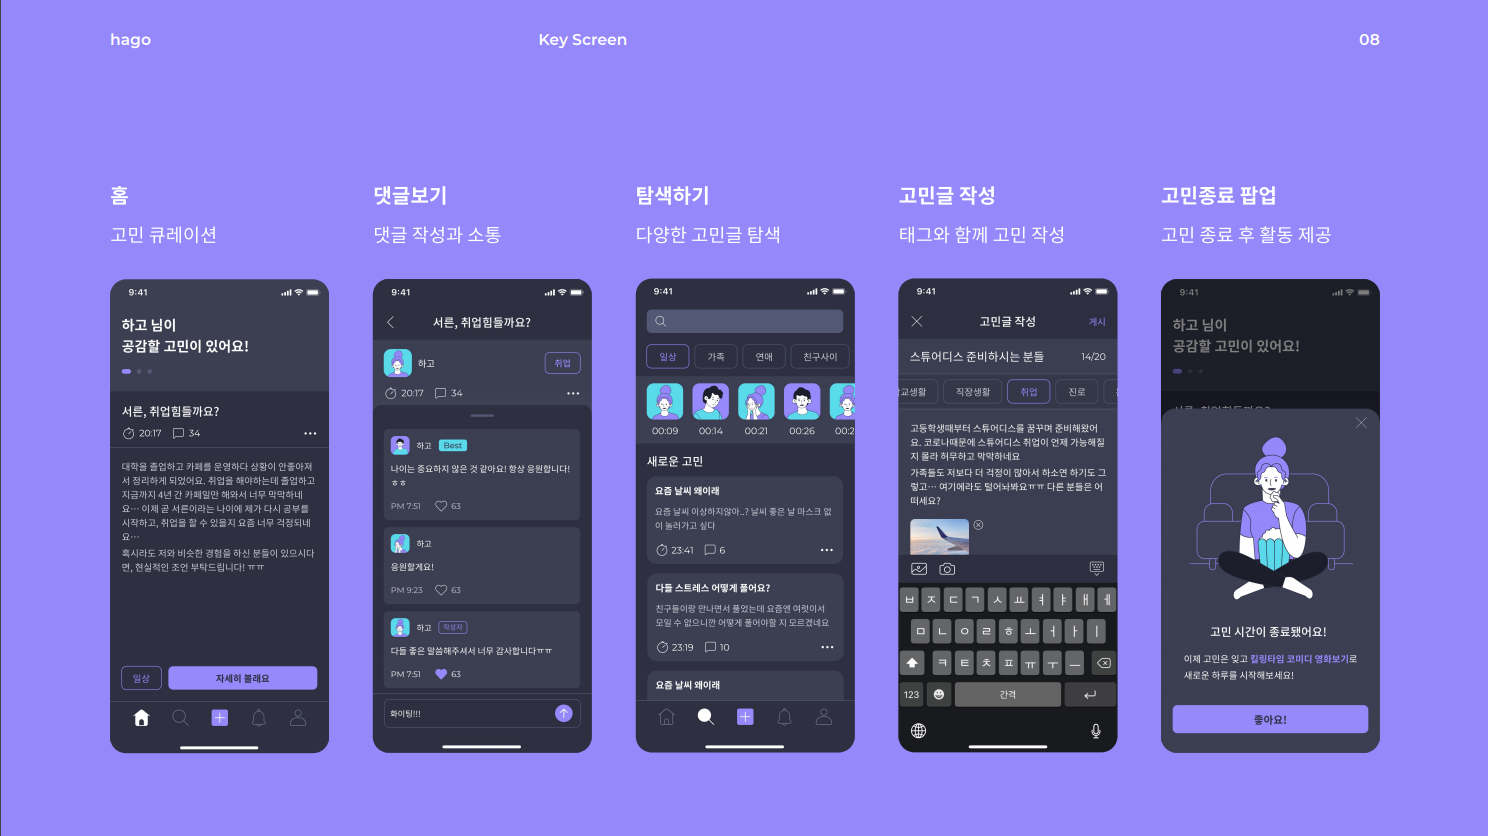 hago
Key Screen
08
홈
고민 큐레이션
9:41
하고 님이
공감할 고민이 있어요!
서른, 취업힘들까요?
20:17 34
대학을 졸업하고 카페를 운영하다 상황이 안좋아져
서 정리하게 되었어요. 취업을 해야하는데 졸업하고
지금까지 4년 간 카페일만 해와서 너무 막막하네
요… 이제 곧 서른이라는 나이에 제가 다시 공부를
시작하고, 취업을 할 수 있을지 요즘 너무 걱정되네
요…
혹시라도 저와 비슷한 경험을 하신 분들이 있으시다
면, 현실적인 조언 부탁드립니다! ㅠㅠ
일상
자세히 볼래요
댓글보기
댓글 작성과 소통
9:41
서른, 취업힘들까요?
하고
취업
20:17 34
하고 Best
나이는 중요하지 않은 것 같아요! 항상 응원합니다!
ㅎㅎ
PM 7:51 63
하고
응원할게요!
PM 9:23 63
하고 작성자
다들 좋은 말씀해주셔서 너무 감사합니다ㅠㅠ
PM 7:51 63
화이팅!!!
탐색하기
다양한 고민글 탐색
9:41
일상 가족 연애 친구사이
00:09 00:14 00:21 00:26 00:2
새로운 고민
요즘 날씨 왜이래
요즘 날씨 이상하지않아..? 날씨 좋은 날 마스크 없
이 놀러가고 싶다
23:41 6
다들 스트레스 어떻게 풀어요?
친구들이랑 만나면서 풀었는데 요즘엔 여럿이서
모일 수 없으니깐 어떻게 풀어야할 지 모르겠네요
23:19 10
요즘 날씨 왜이래
고민글 작성
태그와 함께 고민 작성
9:41
고민글 작성
게시
스튜어디스 준비하시는 분들 14/20
교생활 직장생활 취업 진로
고등학생때부터 스튜어디스를 꿈꾸며 준비해왔어
요. 코로나때문에 스튜어디스 취업이 언제 가능해질
지 몰라 허무하고 막막하네요
가족들도 저보다 더 걱정이 많아서 하소연 하기도 그
렇고… 여기에라도 털어놔봐요ㅠㅠ 다른 분들은 어
떠세요?
ㅂ ㅈ ㄷ ㄱ ㅅ ㅛ ㅕ ㅑ ㅐ ㅔ
ㅁ ㄴ ㅇ ㄹ ㅎ ㅗ ㅓ ㅏ ㅣ
ㅋ ㅌ ㅊ ㅍ ㅠ ㅜ ㅡ
123 간격
고민종료 팝업
고민 종료 후 활동 제공
9:41
하고 님이
공감할 고민이 있어요!
서른, 취업힘들까요?
고민 시간이 종료됐어요!
이제 고민은 잊고 킬링타임 코미디 영화보기로
새로운 하루를 시작해보세요!
좋아요!